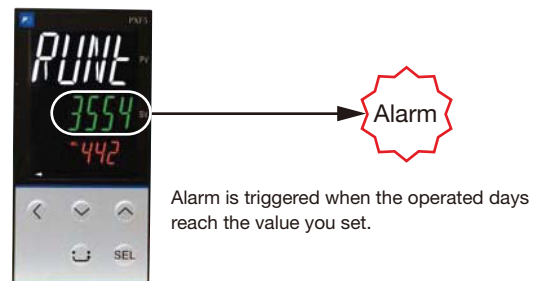 PXF5
RUNt
PV
3554
SV
-442
Alarm
SEL
Alarm is triggered when the operated days
reach the value you set.